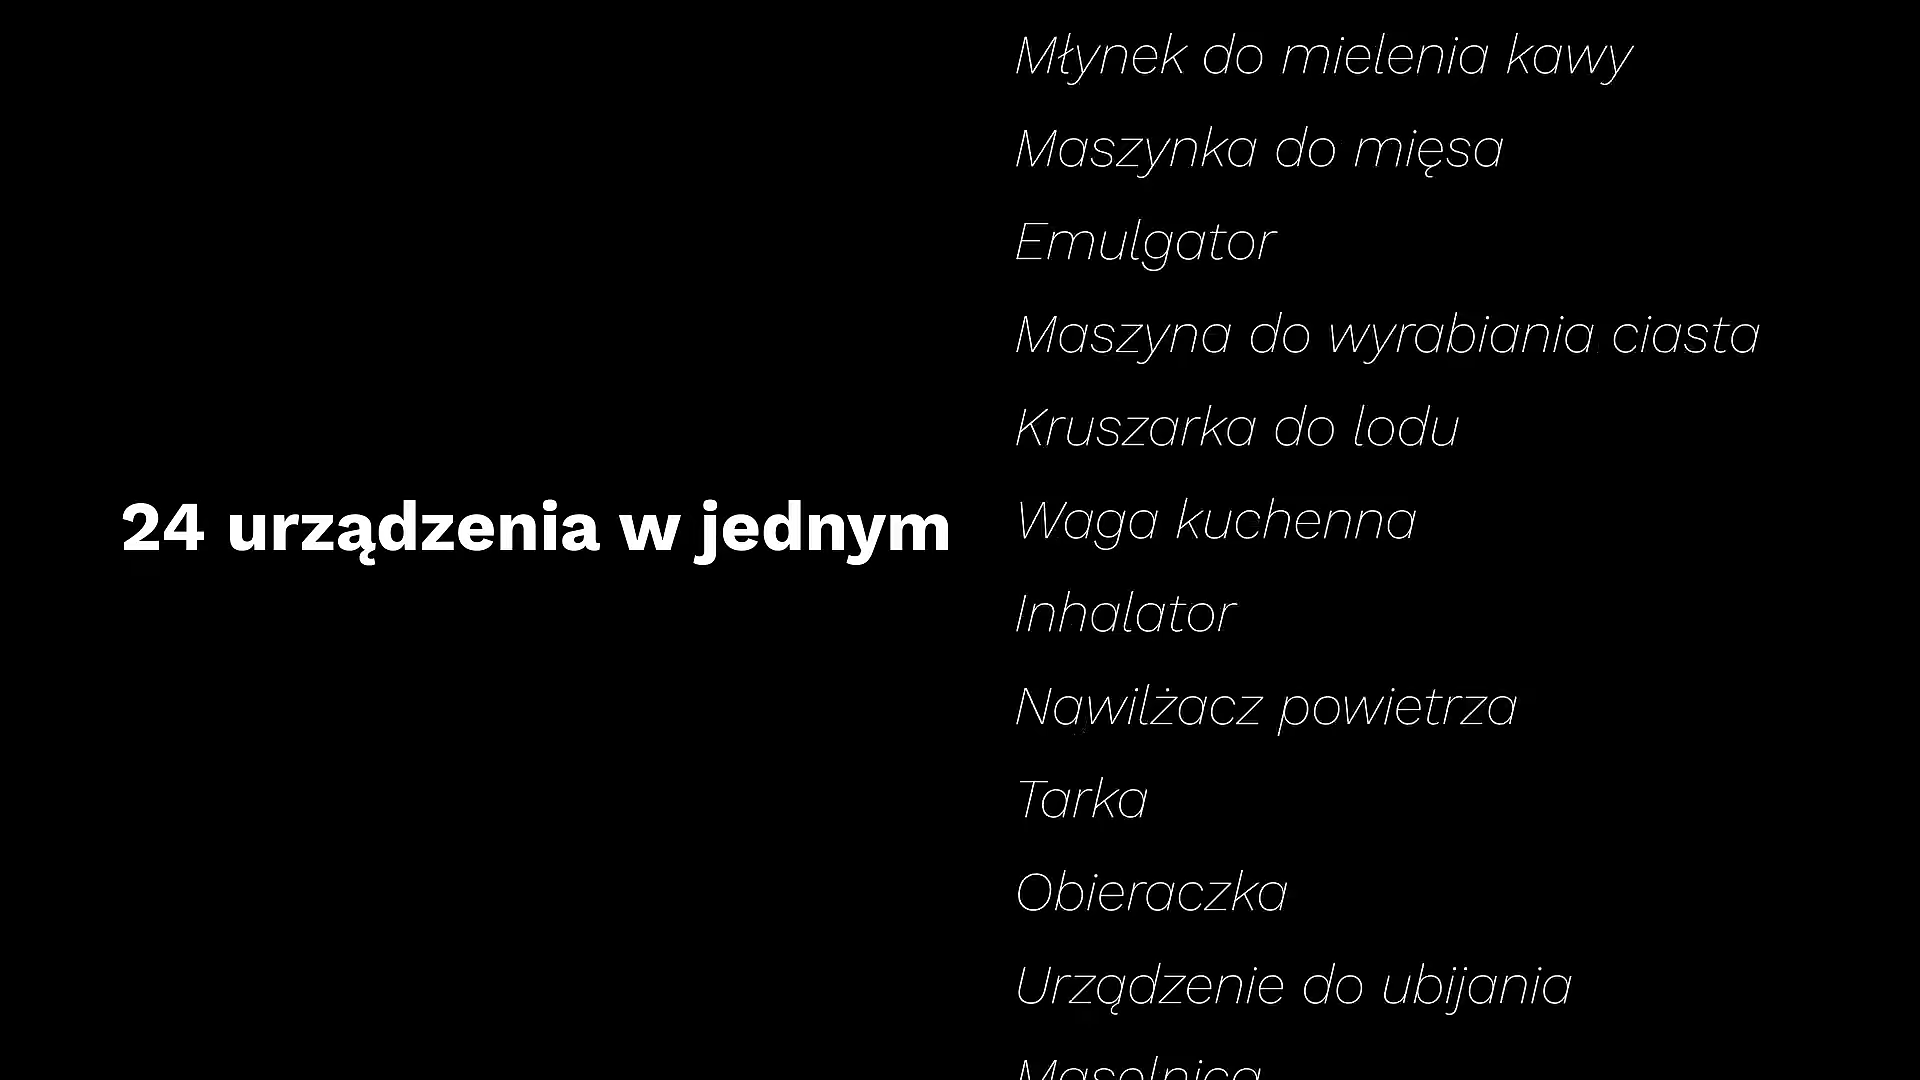 24 urządzenia w jednym
Młynek do mielenia kawy
Maszynka do mięsa
Emulgator
Maszyna do wyrabiania ciasta
Kruszarka do lodu
Waga kuchenna
Inhalator
Nawilżacz powietrza
Tarka
Obieraczka
Urządzenie do ubijania